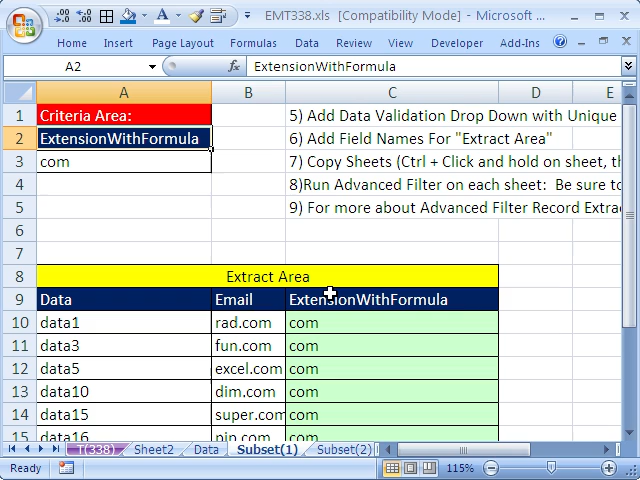 EMT338.xls [Compatibility Mode] - Microsoft ...
Home Insert Page Layout Formulas Data Review View Developer Add-Ins
A2 ExtensionWithFormula
A B C D E
1 Criteria Area: 5) Add Data Validation Drop Down with Unique
2 ExtensionWithFormula 6) Add Field Names For "Extract Area"
3 com 7) Copy Sheets (Ctrl + Click and hold on sheet, th
4 8)Run Advanced Filter on each sheet: Be sure to
5 9) For more about Advanced Filter Record Extrac
6
7
8 Extract Area
9 Data Email ExtensionWithFormula
10 data1 rad.com com
11 data3 fun.com com
12 data5 excel.com com
13 data10 dim.com com
14 data15 super.com com
15 data16 pip.com com
T(338) Sheet2 Data Subset(1) Subset(2)
Ready 115%